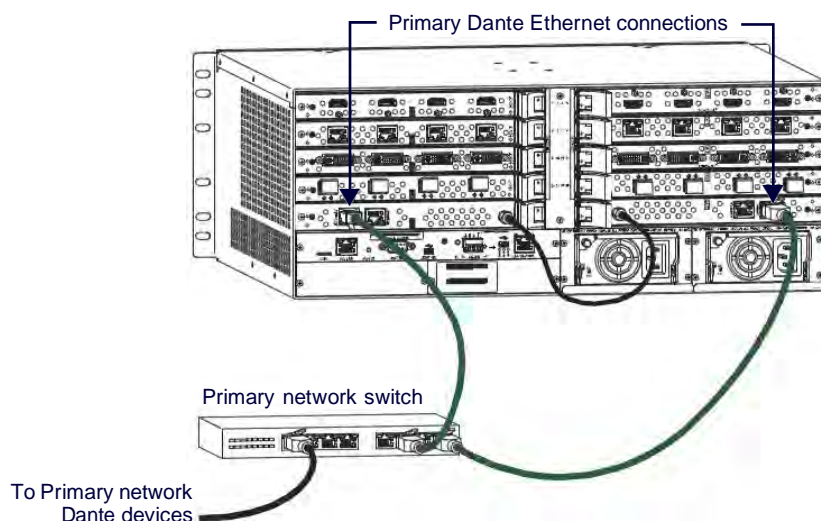 Primary Dante Ethernet connections
Primary network switch
To Primary network
Dante devices